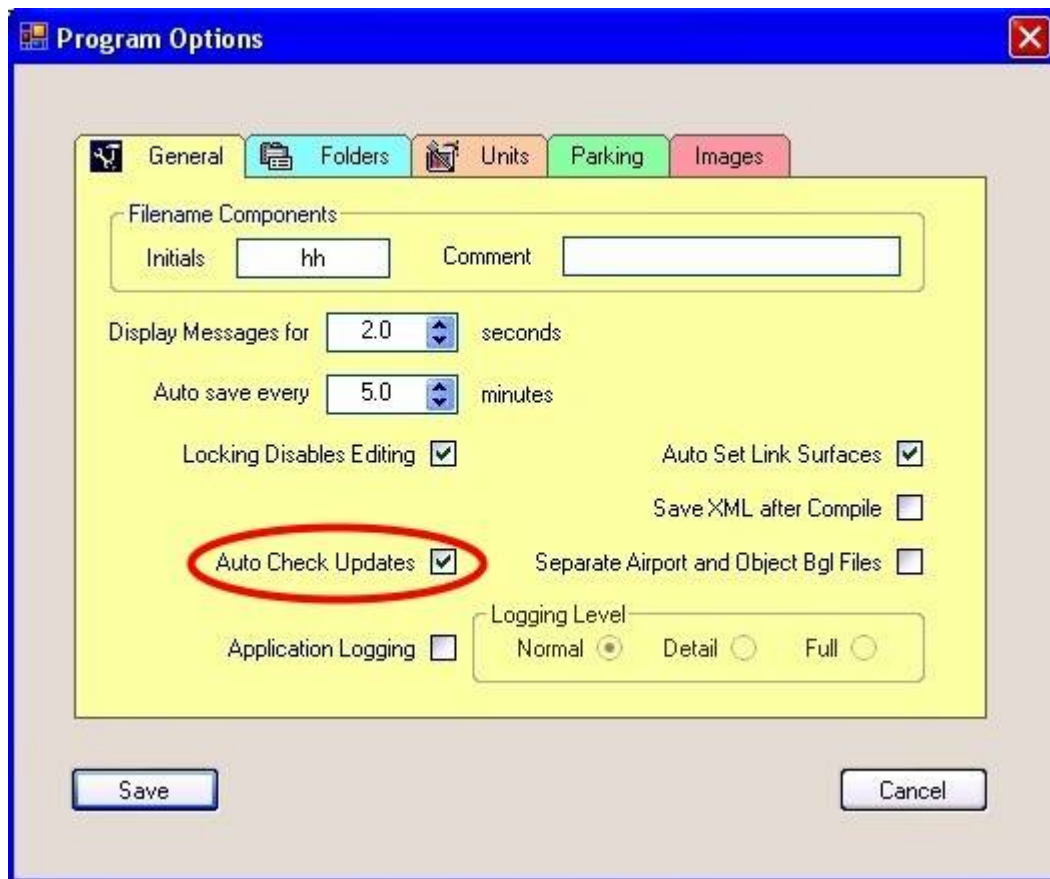 Program Options
General Folders Units Parking Images
Filename Components
Initials hh Comment
Display Messages for 2.0 seconds
Auto save every 5.0 minutes
Locking Disables Editing Auto Set Link Surfaces
Save XML after Compile
Auto Check Updates Separate Airport and Object Bgl Files
Logging Level
Application Logging Normal Detail Full
Save Cancel